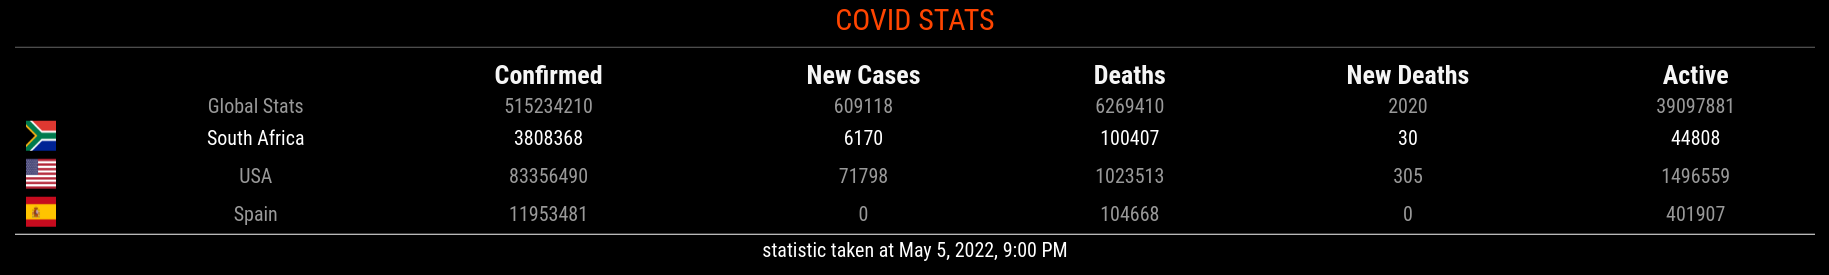 COVID STATS
Confirmed New Cases Deaths New Deaths Active
Global Stats 515234210 609118 6269410 2020 39097881
South Africa 3808368 6170 100407 30 44808
USA 83356490 71798 1023513 305 1496559
Spain 11953481 0 104668 0 401907
statistic taken at May 5, 2022, 9:00 PM